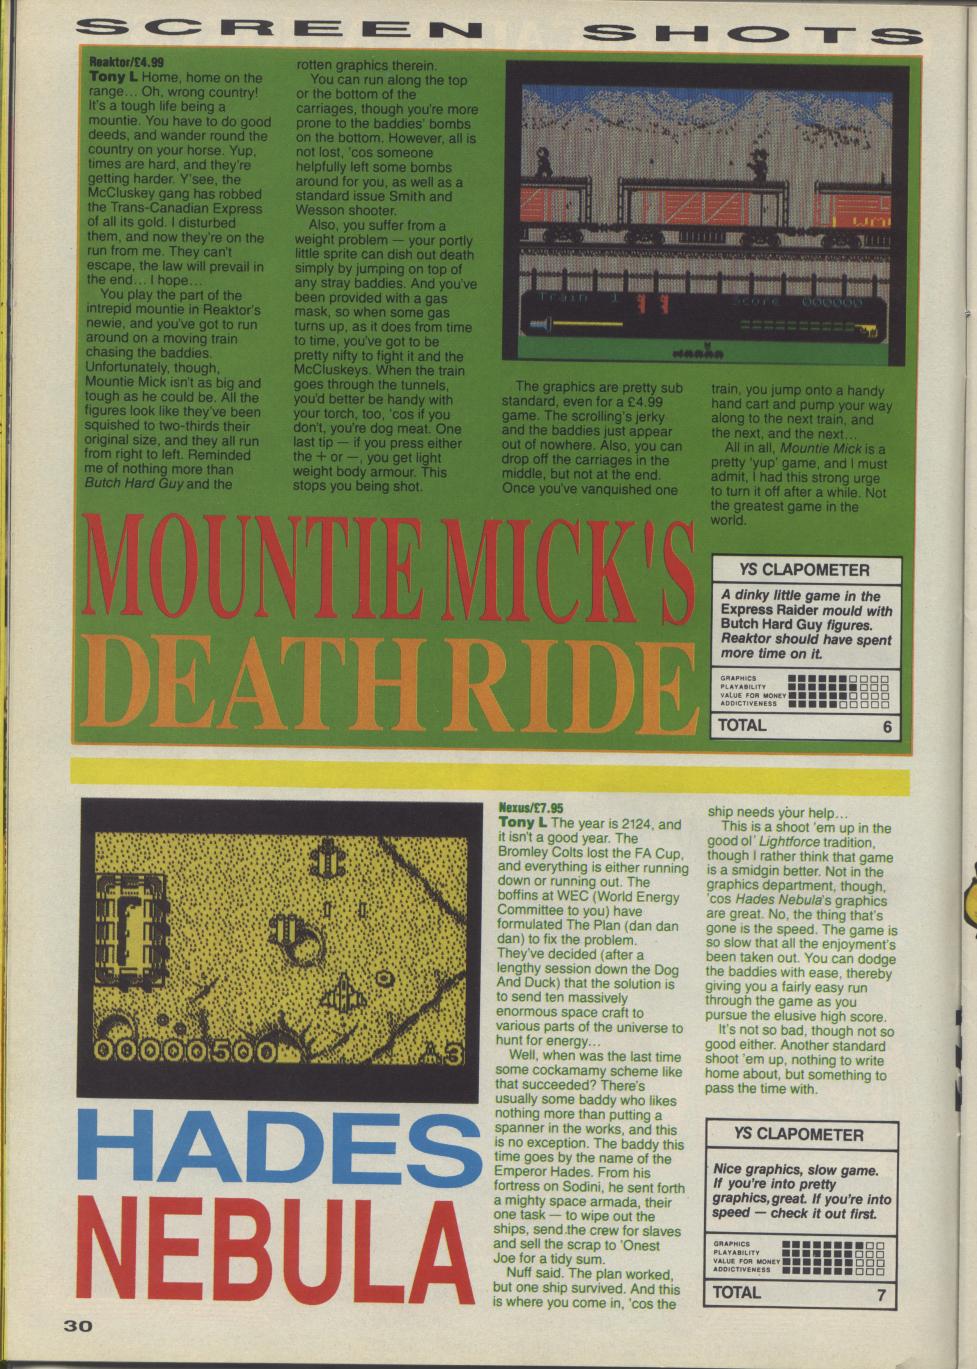 SCREEN SHOTS
Reaktor/£4.99
Tony L Home, home on the
range... Oh, wrong country!
It's a tough life being a
mountie. You have to do good
deeds, and wander round the
country on your horse. Yup,
times are hard, and they're
getting harder. Y'see, the
McCluskey gang has robbed
the Trans-Canadian Express
of all its gold. I disturbed
them, and now they're on the
run from me. They can't
escape, the law will prevail in
the end... I hope...
You play the part of the
intrepid mountie in Reaktor's
newie, and you've got to run
around on a moving train
chasing the baddies.
Unfortunately, though,
Mountie Mick isn't as big and
tough as he could be. All the
figures look like they've been
squished to two-thirds their
original size, and they all run
from right to left. Reminded
me of nothing more than
Butch Hard Guy and the
rotten graphics therein.
You can run along the top
or the bottom of the
carriages, though you're more
prone to the baddies' bombs
on the bottom. However, all is
not lost, 'cos someone
helpfully left some bombs
around for you, as well as a
standard issue Smith and
Wesson shooter.
Also, you suffer from a
weight problem — your portly
little sprite can dish out death
simply by jumping on top of
any stray baddies. And you've
been provided with a gas
mask, so when some gas
turns up, as it does from time
to time, you've got to be
pretty nifty to fight it and the
McCluskeys. When the train
goes through the tunnels,
you'd better be handy with
your torch, too, 'cos if you
don't, you're dog meat. One
last tip — if you press either
the + or —, you get light
weight body armour. This
stops you being shot.
Train 1 Score 000000
The graphics are pretty sub
standard, even for a £4.99
game. The scrolling's jerky
and the baddies just appear
out of nowhere. Also, you can
drop off the carriages in the
middle, but not at the end.
Once you've vanquished one
train, you jump onto a handy
hand cart and pump your way
along to the next train, and
the next, and the next...
All in all, Mountie Mick is a
pretty 'yup' game, and I must
admit, I had this strong urge
to turn it off after a while. Not
the greatest game in the
world.
MOUNTIE MICK'S
DEATH RIDE
YS CLAPOMETER
A dinky little game in the
Express Raider mould with
Butch Hard Guy figures.
Reaktor should have spent
more time on it.
GRAPHICS
PLAYABILITY
VALUE FOR MONEY
ADDICTIVENESS
TOTAL 6
00000500 A 3
HADES
NEBULA
Nexus/£7.95
Tony L The year is 2124, and
it isn't a good year. The
Bromley Colts lost the FA Cup,
and everything is either running
down or running out. The
boffins at WEC (World Energy
Committee to you) have
formulated The Plan (dan dan
dan) to fix the problem.
They've decided (after a
lengthy session down the Dog
And Duck) that the solution is
to send ten massively
enormous space craft to
various parts of the universe to
hunt for energy...
Well, when was the last time
some cockamamy scheme like
that succeeded? There's
usually some baddy who likes
nothing more than putting a
spanner in the works, and this
is no exception. The baddy this
time goes by the name of the
Emperor Hades. From his
fortress on Sodini, he sent forth
a mighty space armada, their
one task — to wipe out the
ships, send the crew for slaves
and sell the scrap to 'Onest
Joe for a tidy sum.
Nuff said. The plan worked,
but one ship survived. And this
is where you come in, 'cos the
ship needs your help...
This is a shoot 'em up in the
good ol' Lightforce tradition,
though I rather think that game
is a smidgin better. Not in the
graphics department, though,
'cos Hades Nebula's graphics
are great. No, the thing that's
gone is the speed. The game is
so slow that all the enjoyment's
been taken out. You can dodge
the baddies with ease, thereby
giving you a fairly easy run
through the game as you
pursue the elusive high score.
It's not so bad, though not so
good either. Another standard
shoot 'em up, nothing to write
home about, but something to
pass the time with.
YS CLAPOMETER
Nice graphics, slow game.
If you're into pretty
graphics, great. If you're into
speed — check it out first.
GRAPHICS
PLAYABILITY
VALUE FOR MONEY
ADDICTIVENESS
TOTAL 7
30